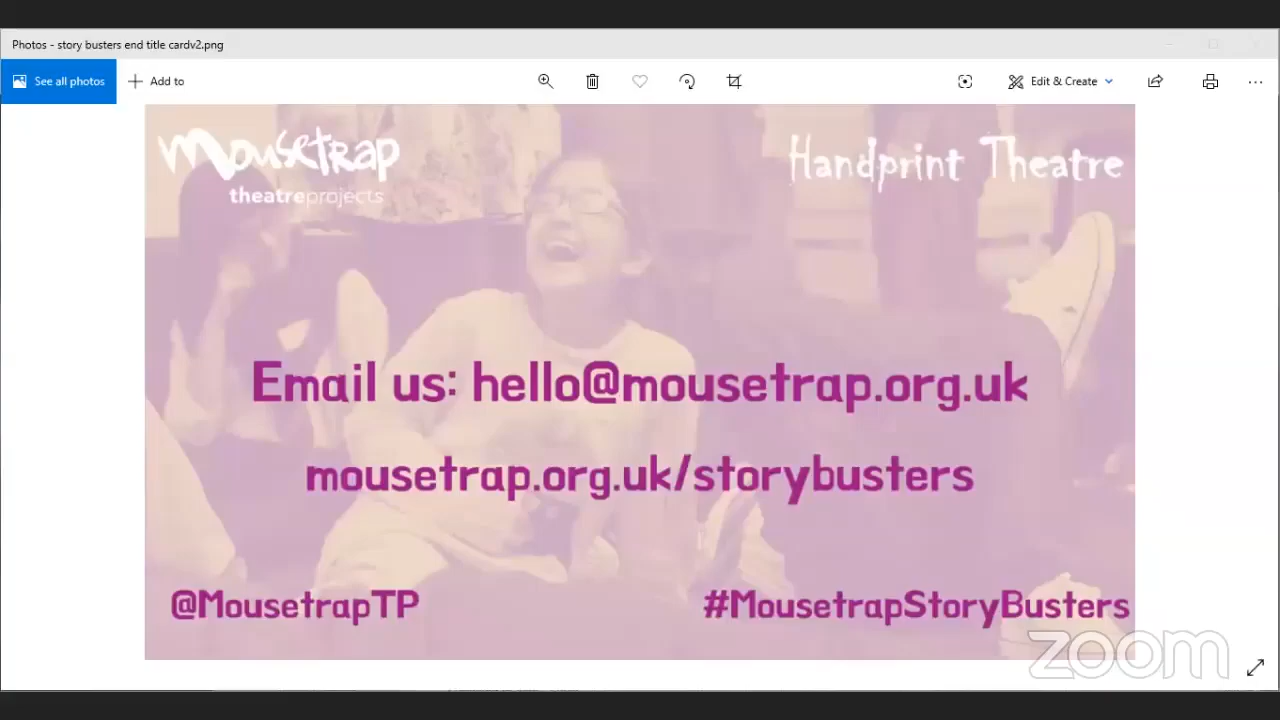 Photos - story busters end title cardv2.png
See all photos
Add to
Edit & Create
mousetrap
theatreprojects
Handprint Theatre
Email us: hello@mousetrap.org.uk
mousetrap.org.uk/storybusters
@MousetrapTP
#MousetrapStoryBusters
zoom